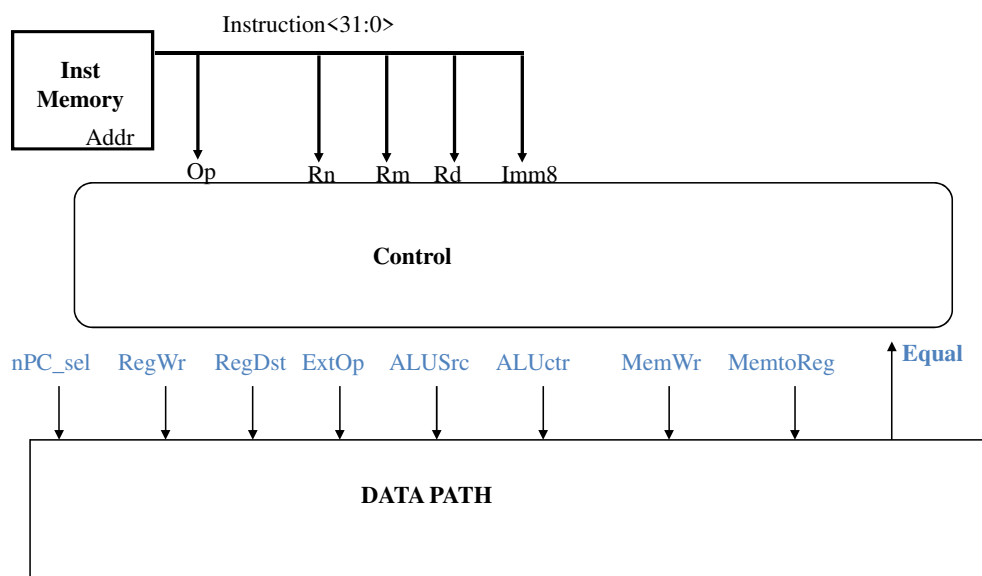 Instruction<31:0>
Inst
Memory
Addr
Op Rn Rm Rd Imm8
Control
nPC_sel RegWr RegDst ExtOp ALUSrc ALUctr MemWr MemtoReg Equal
DATA PATH